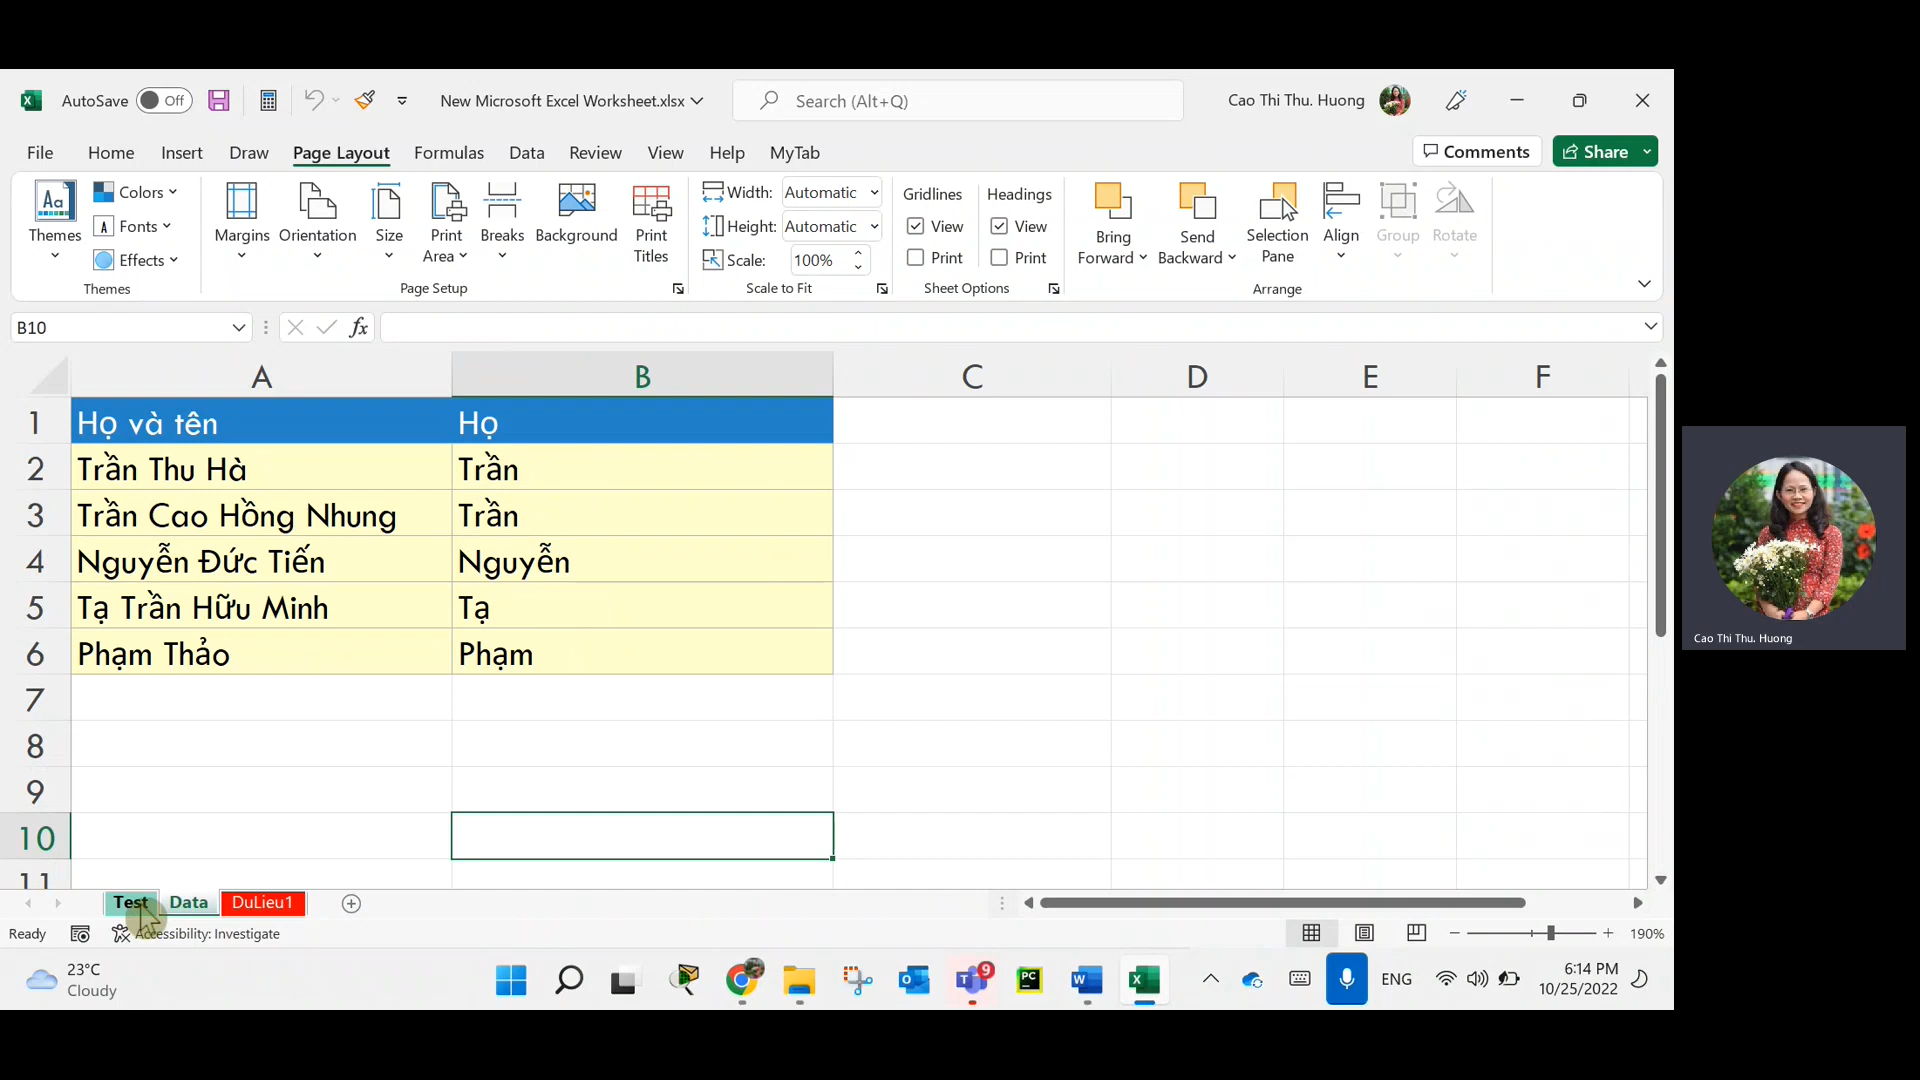 AutoSave Off New Microsoft Excel Worksheet.xlsx Search (Alt+Q) Cao Thi Thu. Huong
File Home Insert Draw Page Layout Formulas Data Review View Help MyTab Comments Share
Themes Colors Fonts Effects
Themes
Margins Orientation Size Print Area Breaks Background Print Titles
Page Setup
Width: Automatic
Height: Automatic
Scale: 100%
Scale to Fit
Gridlines Headings
View View
Print Print
Sheet Options
Bring Forward Send Backward Selection Pane Align Group Rotate
Arrange
B10 fx
A B C D E F
1 Họ và tên Họ
2 Trần Thu Hà Trần
3 Trần Cao Hồng Nhung Trần
4 Nguyễn Đức Tiến Nguyễn
5 Tạ Trần Hữu Minh Tạ
6 Phạm Thảo Phạm
7
8
9
10
11
Test Data DuLieu1
Ready Accessibility: Investigate 190%
23°C
Cloudy
9
ENG
6:14 PM
10/25/2022
Cao Thi Thu. Huong